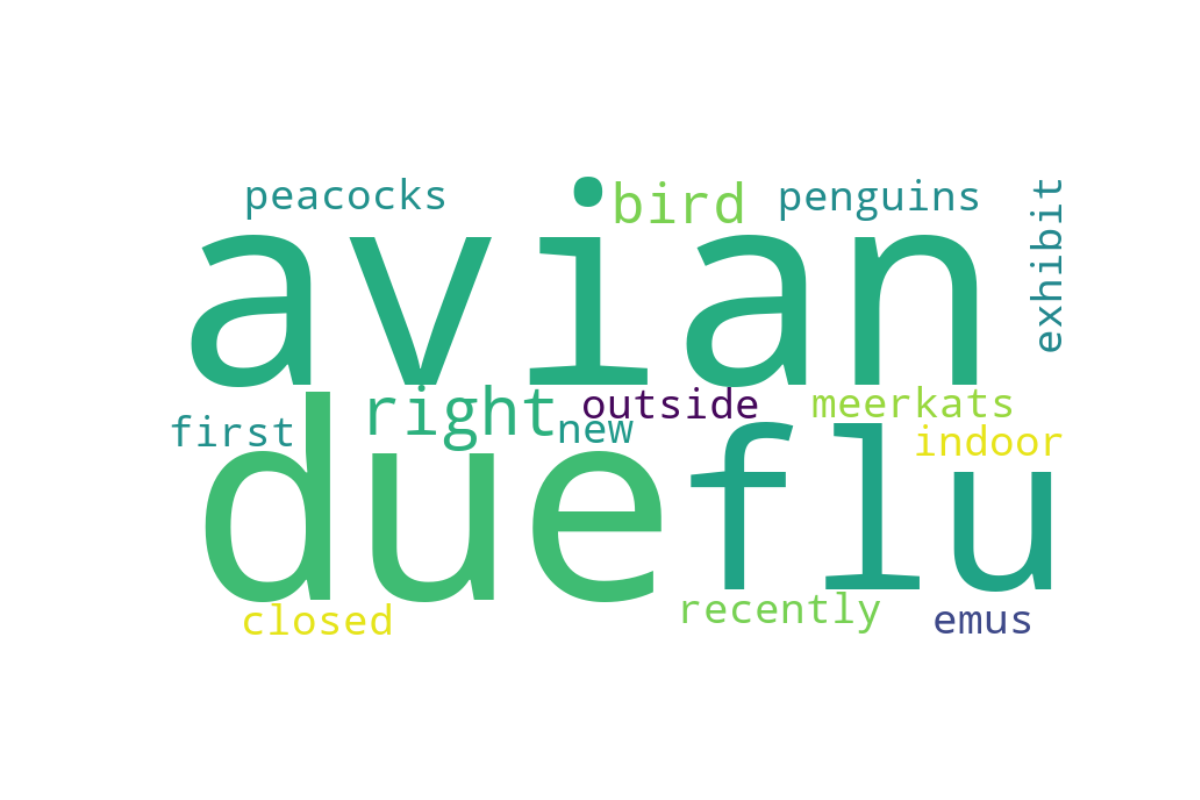 peacocks
bird
penguins
exhibit
avian
right
outside
meerkats
first
new
indoor
due
flu
closed
recently
emus